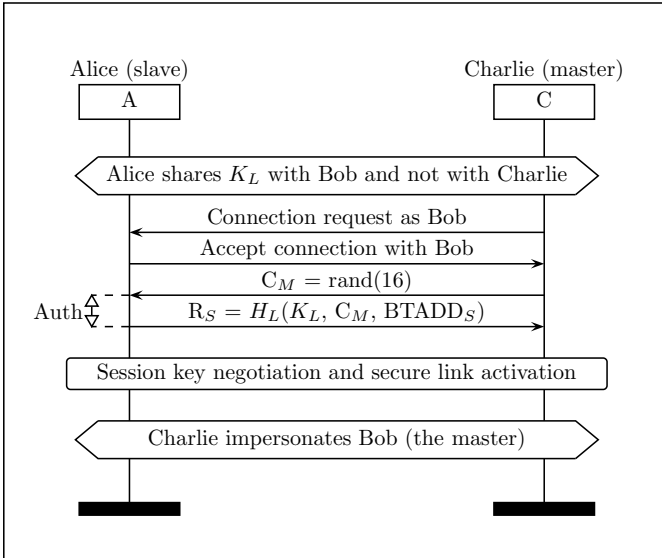 Alice (slave) Charlie (master)
A C
Alice shares K_L with Bob and not with Charlie
Connection request as Bob
Accept connection with Bob
C_M = rand(16)
Auth
R_S = H_L(K_L, C_M, BTADD_S)
Session key negotiation and secure link activation
Charlie impersonates Bob (the master)